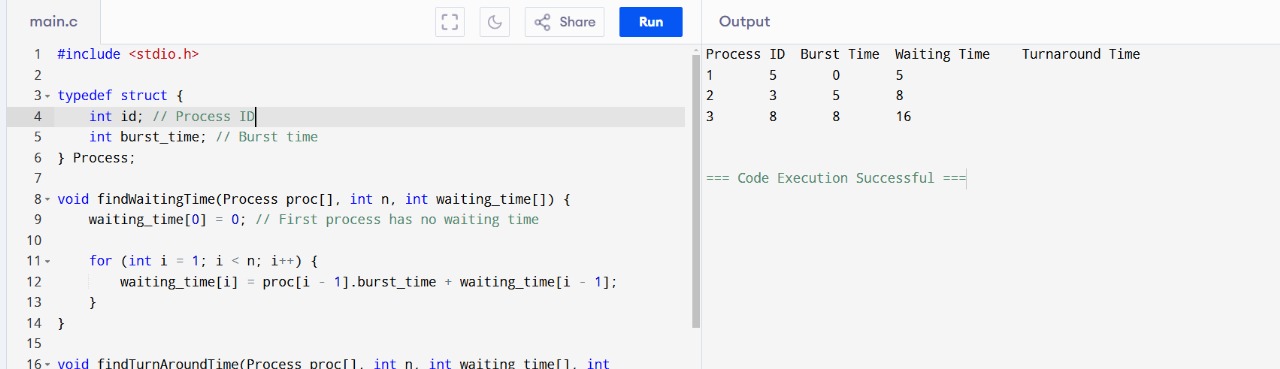 main.c
Share
Run
Output
1 #include <stdio.h>
2
3 typedef struct {
4     int id; // Process ID
5     int burst_time; // Burst time
6 } Process;
7
8 void findWaitingTime(Process proc[], int n, int waiting_time[]) {
9     waiting_time[0] = 0; // First process has no waiting time
10
11     for (int i = 1; i < n; i++) {
12         waiting_time[i] = proc[i - 1].burst_time + waiting_time[i - 1];
13     }
14 }
15
16 void findTurnAroundTime(Process proc[], int n, int waiting_time[], int
Process ID  Burst Time  Waiting Time    Turnaround Time
1       5       0       5
2       3       5       8
3       8       8       16
=== Code Execution Successful ===